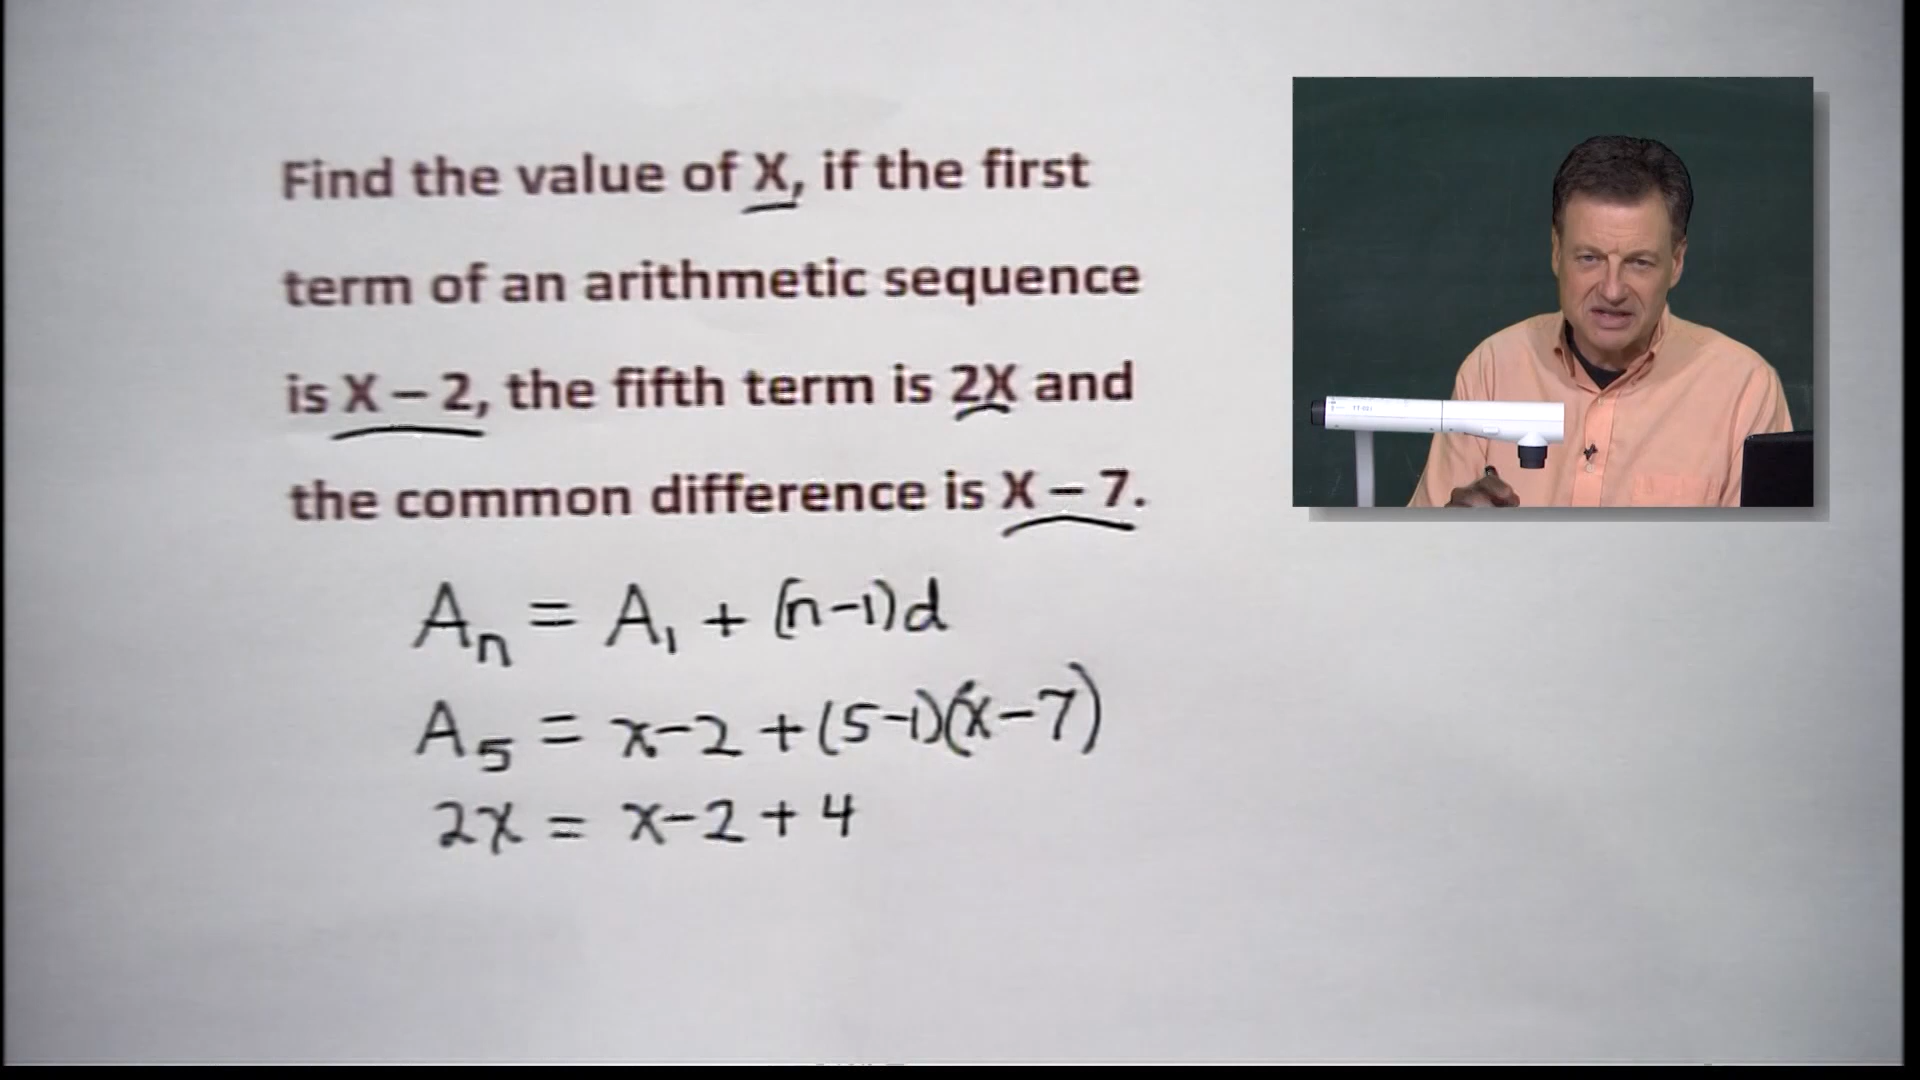 Find the value of X, if the first
term of an arithmetic sequence
is X – 2, the fifth term is 2X and
the common difference is X – 7.
Aₙ = A₁ + (n-1)d
A₅ = x-2 + (5-1)(x-7)
2x = x-2 + 4